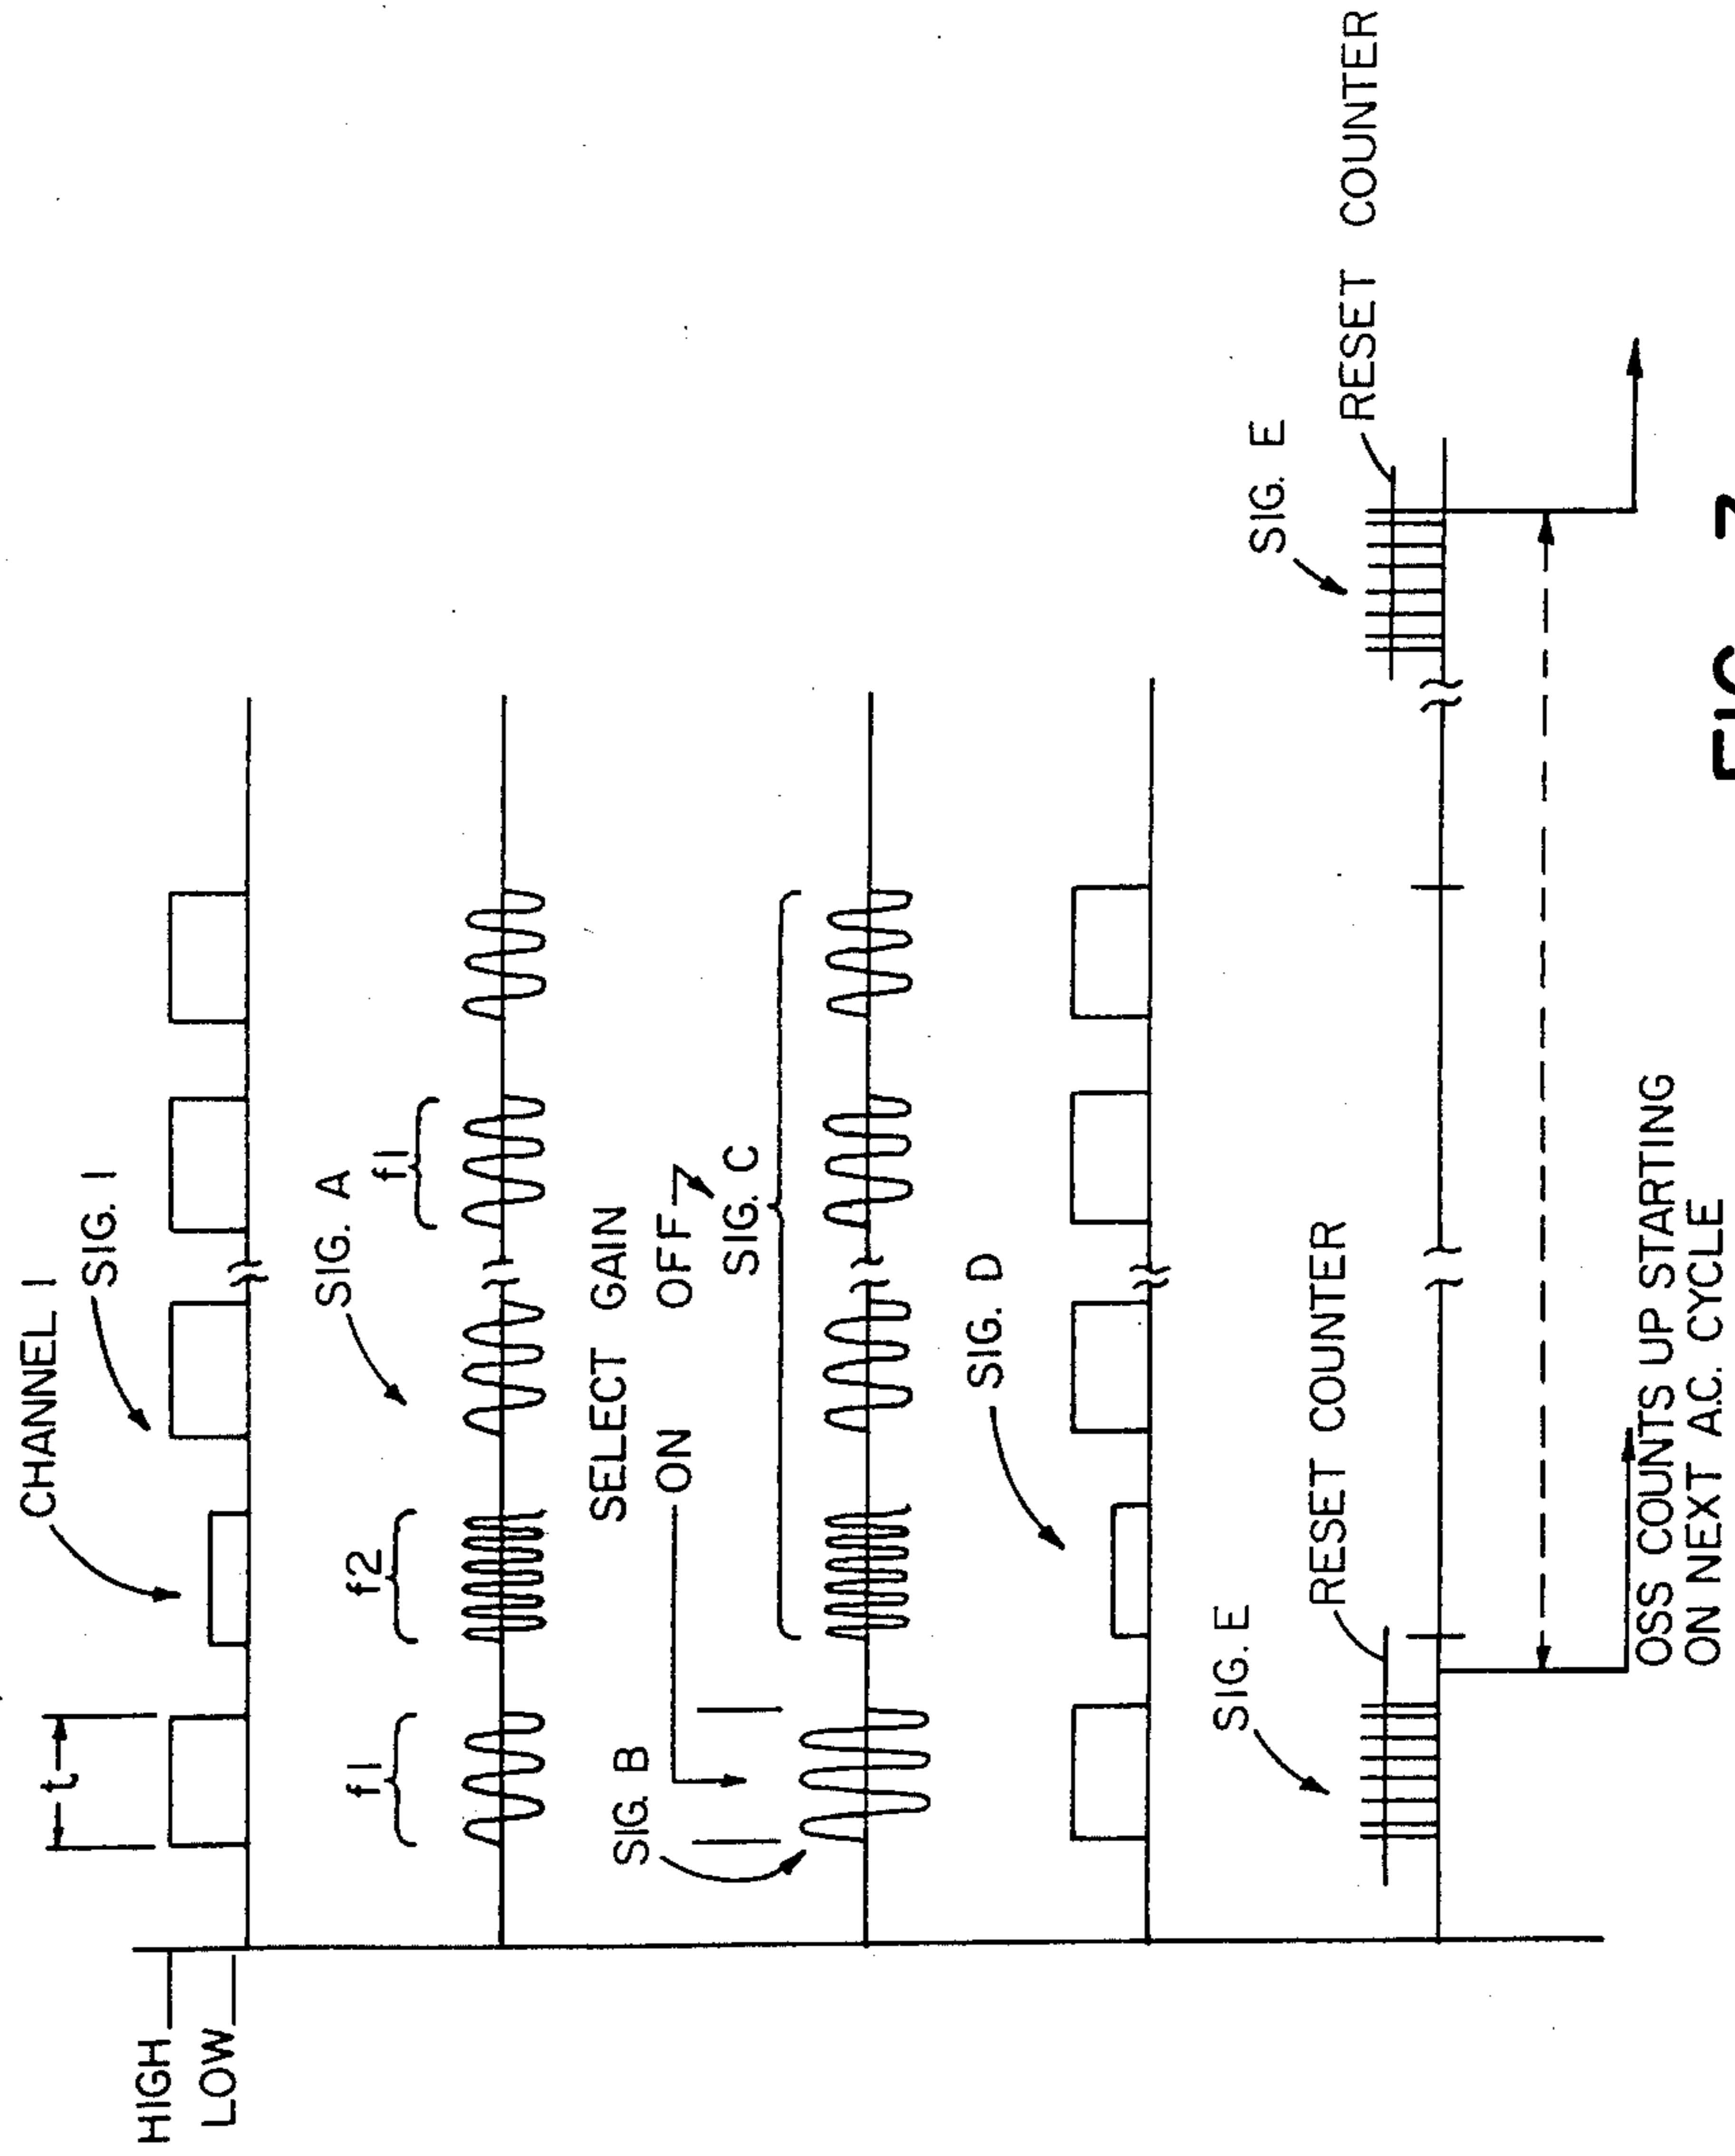 HIGH
LOW
t
CHANNEL 1
SIG. 1
f1
f2
SIG. A
f1
SIG. B
SELECT GAIN
ON
OFF
SIG. C
SIG. D
SIG. E
RESET COUNTER
SIG. E
RESET COUNTER
OSS COUNTS UP STARTING
ON NEXT A.C. CYCLE